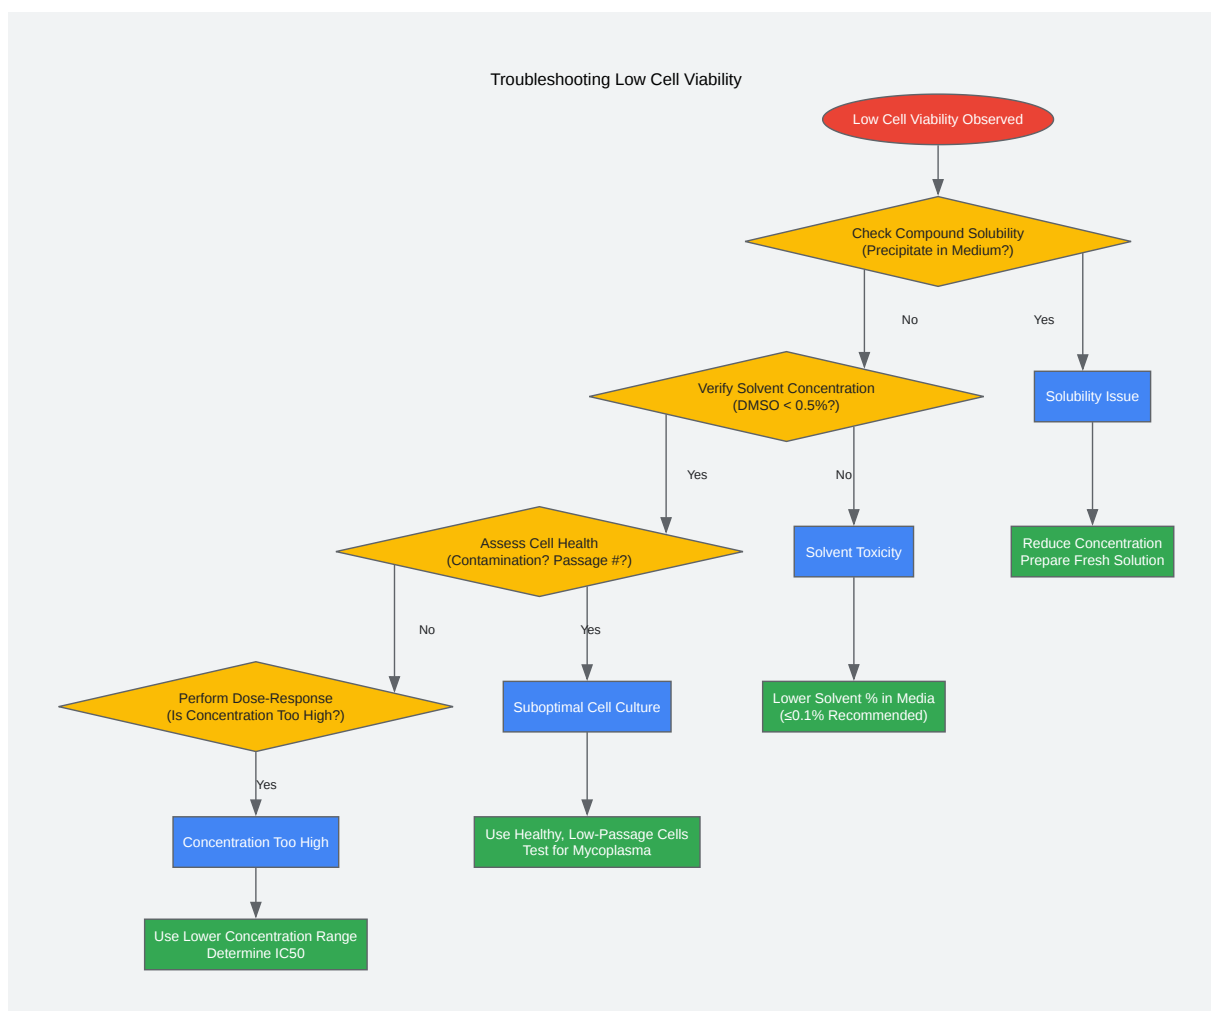 Troubleshooting Low Cell Viability
Low Cell Viability Observed
Check Compound Solubility
(Precipitate in Medium?)
No
Yes
Verify Solvent Concentration
(DMSO < 0.5%?)
Solubility Issue
Yes
No
Assess Cell Health
(Contamination? Passage #?)
Solvent Toxicity
Reduce Concentration
Prepare Fresh Solution
No
Yes
Perform Dose-Response
(Is Concentration Too High?)
Suboptimal Cell Culture
Lower Solvent % in Media
(≤0.1% Recommended)
Yes
Concentration Too High
Use Healthy, Low-Passage Cells
Test for Mycoplasma
Use Lower Concentration Range
Determine IC50